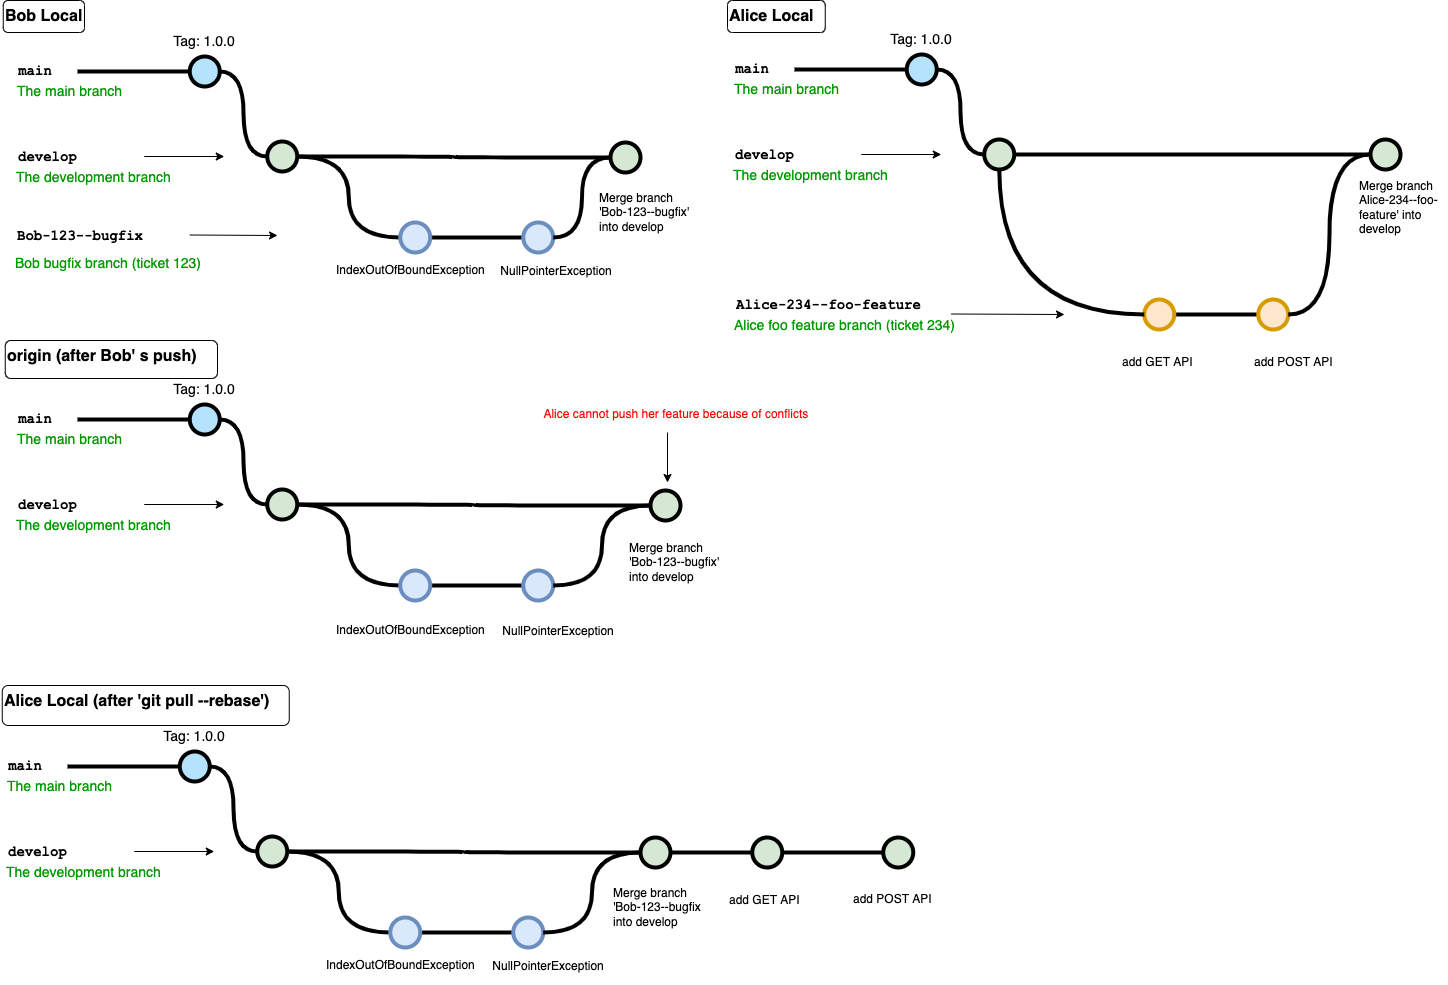 Bob Local
Tag: 1.0.0
main
The main branch
develop
The development branch
Merge branch
'Bob-123--bugfix'
into develop
Bob-123--bugfix
Bob bugfix branch (ticket 123)
IndexOutOfBoundException
NullPointerException
Alice Local
Tag: 1.0.0
main
The main branch
develop
The development branch
Merge branch
Alice-234--foo-
feature' into
develop
Alice-234--foo-feature
Alice foo feature branch (ticket 234)
add GET API
add POST API
origin (after Bob' s push)
Tag: 1.0.0
main
The main branch
Alice cannot push her feature because of conflicts
develop
The development branch
Merge branch
'Bob-123--bugfix'
into develop
IndexOutOfBoundException
NullPointerException
Alice Local (after 'git pull --rebase')
Tag: 1.0.0
main
The main branch
develop
The development branch
Merge branch
'Bob-123--bugfix
into develop
add GET API
add POST API
IndexOutOfBoundException
NullPointerException